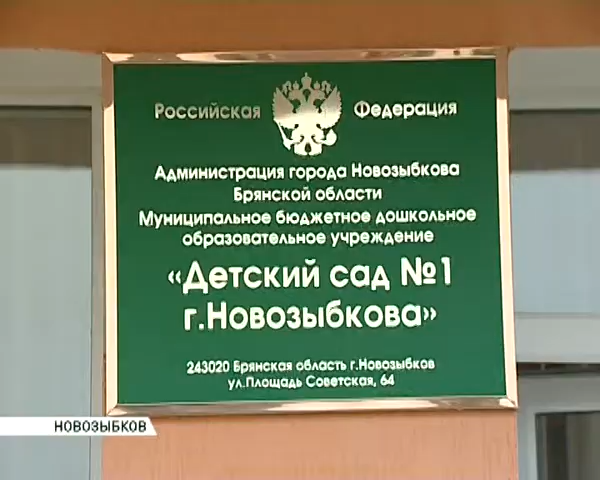 Российская Федерация
Администрация города Новозыбкова
Брянской области
Муниципальное бюджетное дошкольное
образовательное учреждение
«Детский сад №1
г.Новозыбкова»
243020 Брянская область г.Новозыбков
ул.Площадь Советская, 64
НОВОЗЫБКОВ